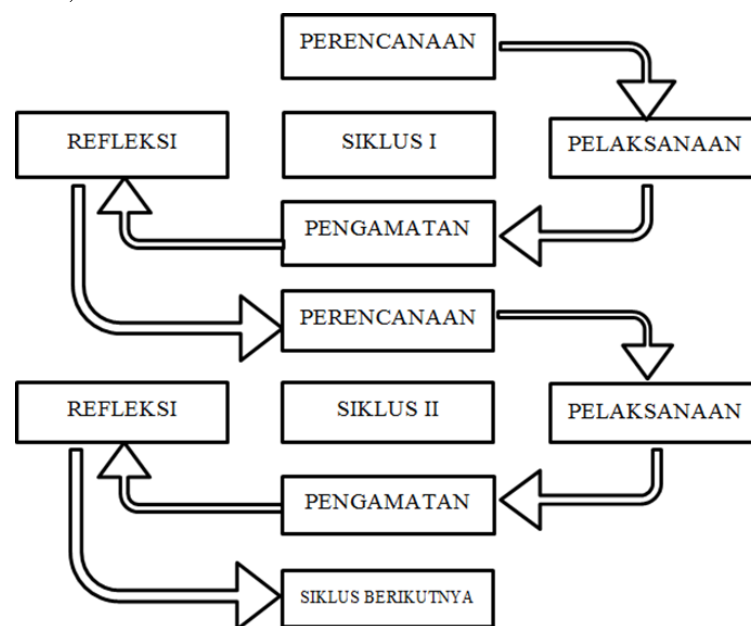 PERENCANAAN
REFLEKSI
SIKLUS I
PELAKSANAAN
PENGAMATAN
PERENCANAAN
REFLEKSI
SIKLUS II
PELAKSANAAN
PENGAMATAN
SIKLUS BERIKUTNYA